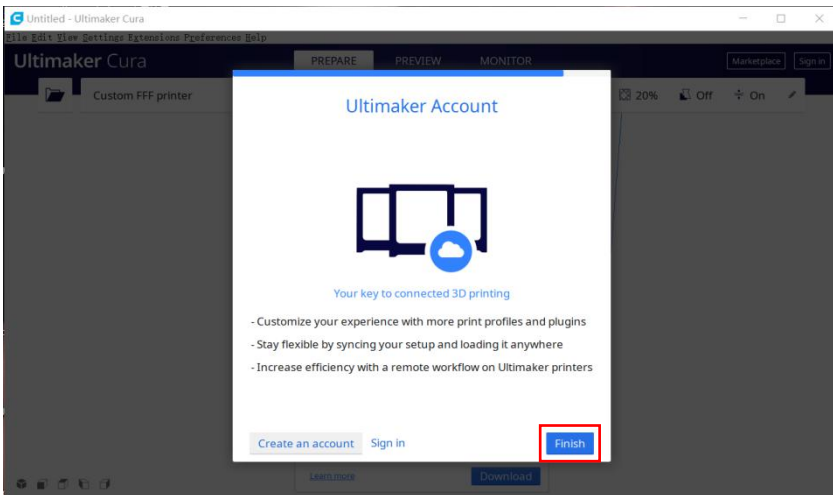 Untitled - Ultimaker Cura
File Edit View Settings Extensions Preferences Help
Ultimaker Cura PREPARE PREVIEW MONITOR Marketplace Sign in
Custom FFF printer 20% Off On
Ultimaker Account
Your key to connected 3D printing
- Customize your experience with more print profiles and plugins
- Stay flexible by syncing your setup and loading it anywhere
- Increase efficiency with a remote workflow on Ultimaker printers
Create an account Sign in Finish
Learn more Download